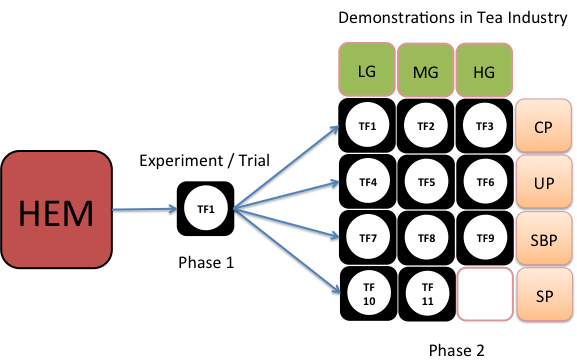 Demonstrations in Tea Industry
LG MG HG
TF1 TF2 TF3 CP
Experiment / Trial
HEM
TF1
TF4 TF5 TF6 UP
TF7 TF8 TF9 SBP
Phase 1
TF
10
TF
11
SP
Phase 2